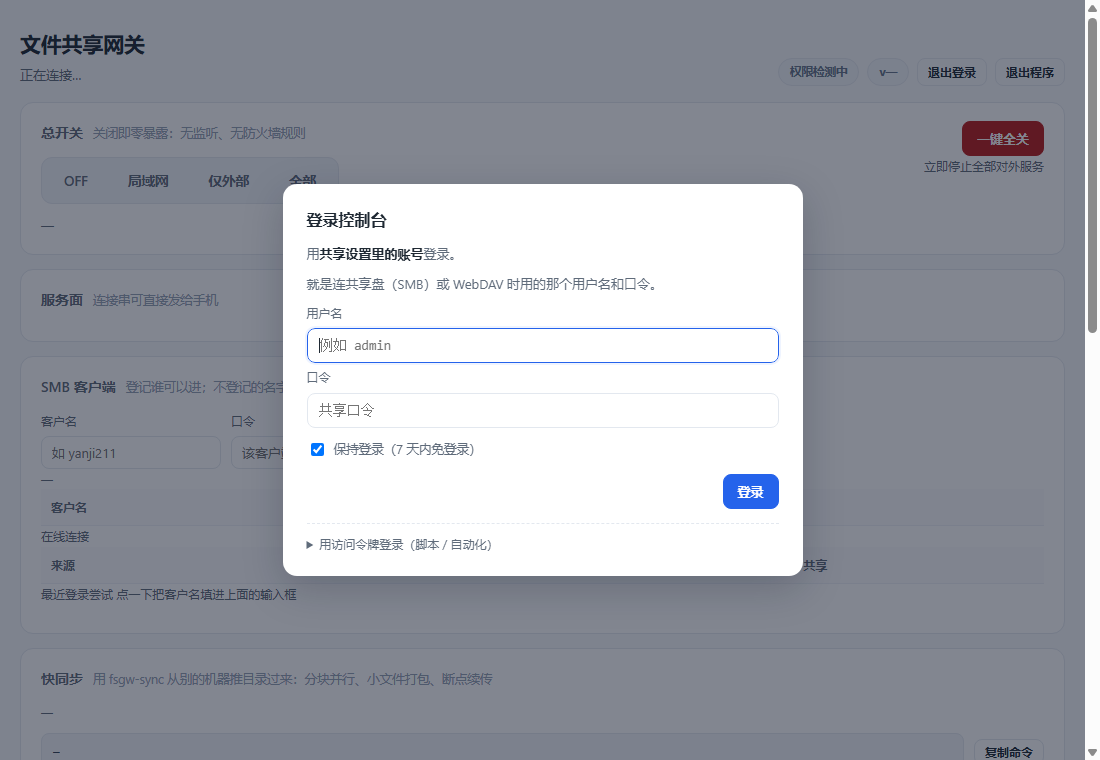 文件共享网关
正在连接...
权限检测中 v— 退出登录 退出程序
总开关 关闭即零暴露：无监听、无防火墙规则
一键全关
立即停止全部对外服务
OFF 局域网 仅外部 全部
—
服务面 连接串可直接发给手机
SMB 客户端 登记谁可以进；不登记的名字
客户名 口令
如 yanji211 该客户
—
客户名
在线连接
来源 共享
最近登录尝试 点一下把客户名填进上面的输入框
快同步 用 fsgw-sync 从别的机器推目录过来：分块并行、小文件打包、断点续传
—
–
复制命令
登录控制台
用共享设置里的账号登录。
就是连共享盘（SMB）或 WebDAV 时用的那个用户名和口令。
用户名
例如 admin
口令
共享口令
保持登录（7 天内免登录）
登录
用访问令牌登录（脚本 / 自动化）